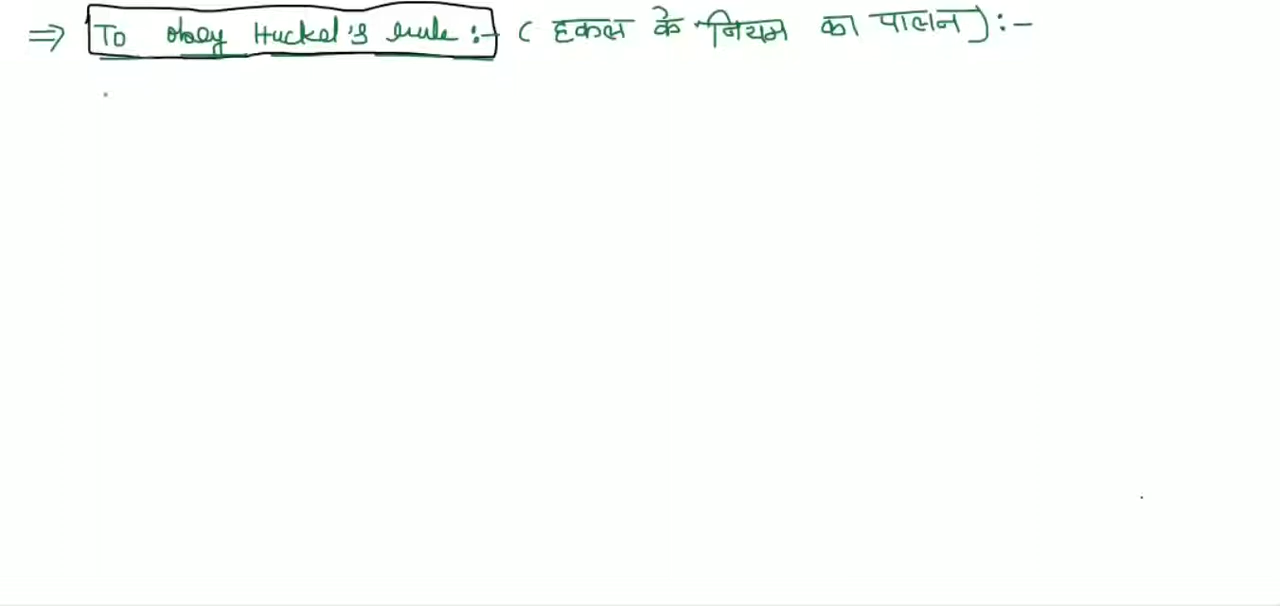 ⇒ To obey Huckel's rule :- ( हकल के नियम का पालन ) :-